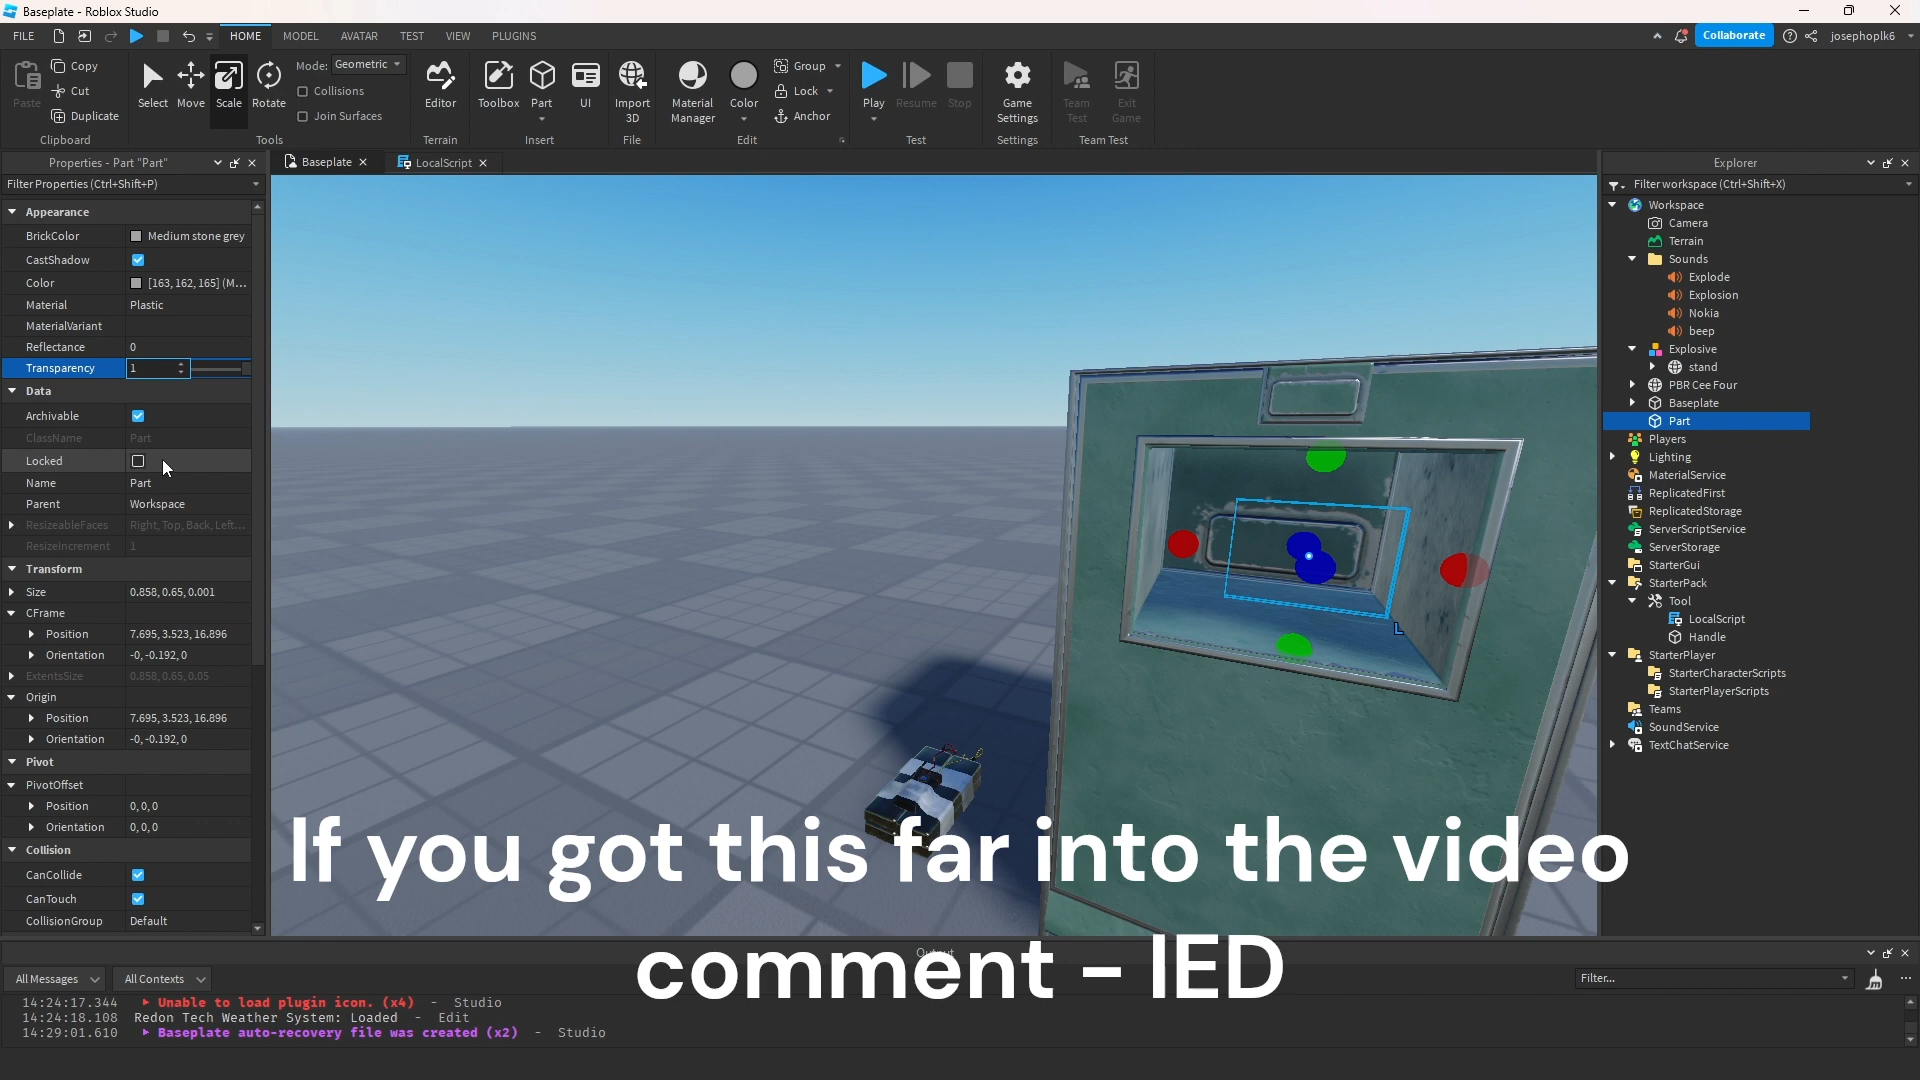 Baseplate - Roblox Studio
FILE HOME MODEL AVATAR TEST VIEW PLUGINS Collaborate josephoplk6
Paste Copy Cut Duplicate Clipboard
Select Move Scale Rotate Mode: Geometric Collisions Join Surfaces Tools
Editor Terrain
Toolbox Part UI Insert
Import 3D File
Material Manager Color Group Lock Anchor Edit
Play Resume Stop Test
Game Settings Settings
Team Test Exit Game Team Test
Properties - Part "Part"
Filter Properties (Ctrl+Shift+P)
Appearance
BrickColor Medium stone grey
CastShadow
Color [163, 162, 165] (M...
Material Plastic
MaterialVariant
Reflectance 0
Transparency 1
Data
Archivable
ClassName Part
Locked
Name Part
Parent Workspace
ResizeableFaces Right, Top, Back, Left...
ResizeIncrement 1
Transform
Size 0.858, 0.65, 0.001
CFrame
Position 7.695, 3.523, 16.896
Orientation -0, -0.192, 0
ExtentsSize 0.858, 0.65, 0.05
Origin
Position 7.695, 3.523, 16.896
Orientation -0, -0.192, 0
Pivot
PivotOffset
Position 0, 0, 0
Orientation 0, 0, 0
Collision
CanCollide
CanTouch
CollisionGroup Default
Baseplate LocalScript
L
If you got this far into the video
comment - IED
Explorer
Filter workspace (Ctrl+Shift+X)
Workspace
Camera
Terrain
Sounds
Explode
Explosion
Nokia
beep
Explosive
stand
PBR Cee Four
Baseplate
Part
Players
Lighting
MaterialService
ReplicatedFirst
ReplicatedStorage
ServerScriptService
ServerStorage
StarterGui
StarterPack
Tool
LocalScript
Handle
StarterPlayer
StarterCharacterScripts
StarterPlayerScripts
Teams
SoundService
TextChatService
Output
All Messages All Contexts Filter...
14:24:17.344 Unable to load plugin icon. (x4) - Studio
14:24:18.108 Redon Tech Weather System: Loaded - Edit
14:29:01.610 Baseplate auto-recovery file was created (x2) - Studio